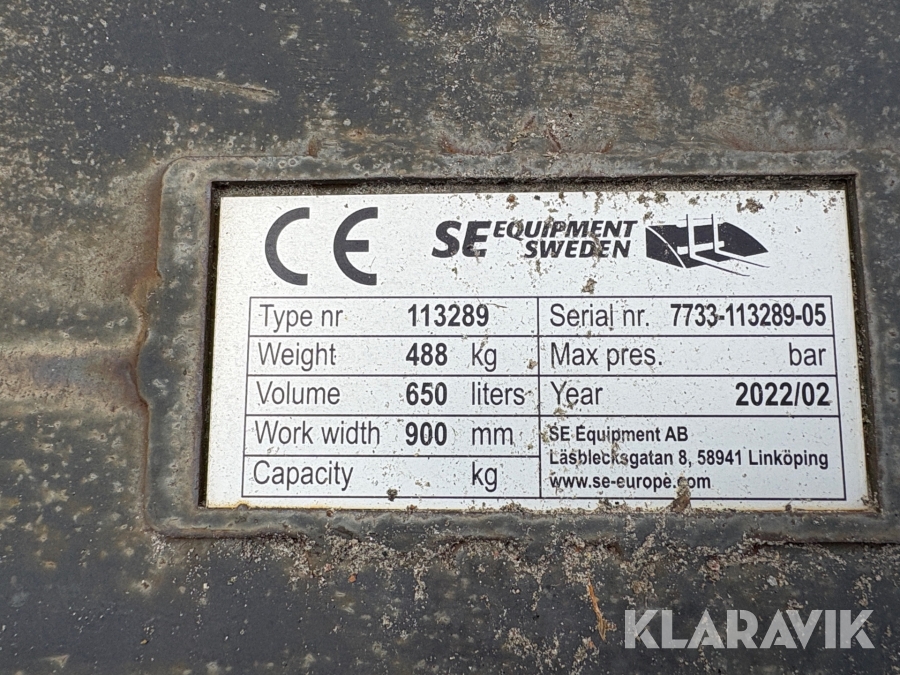 CE SE EQUIPMENT SWEDEN
Type nr 113289 Serial nr. 7733-113289-05
Weight 488 kg Max pres. bar
Volume 650 liters Year 2022/02
Work width 900 mm SE Equipment AB
Läsblecksgatan 8, 58941 Linköping
Capacity kg www.se-europe.com
KLARAVIK